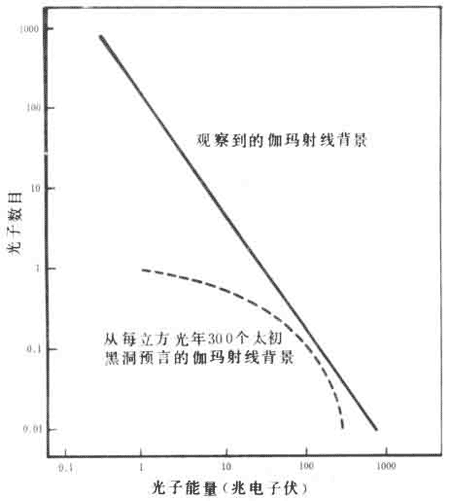 1000
100
10
1
0.1
0.01
光子数目
观察到的伽玛射线背景
从每立方光年300个太初
黑洞预言的伽玛射线背景
0.1
1
10
100
1000
光子能量(兆电子伏)